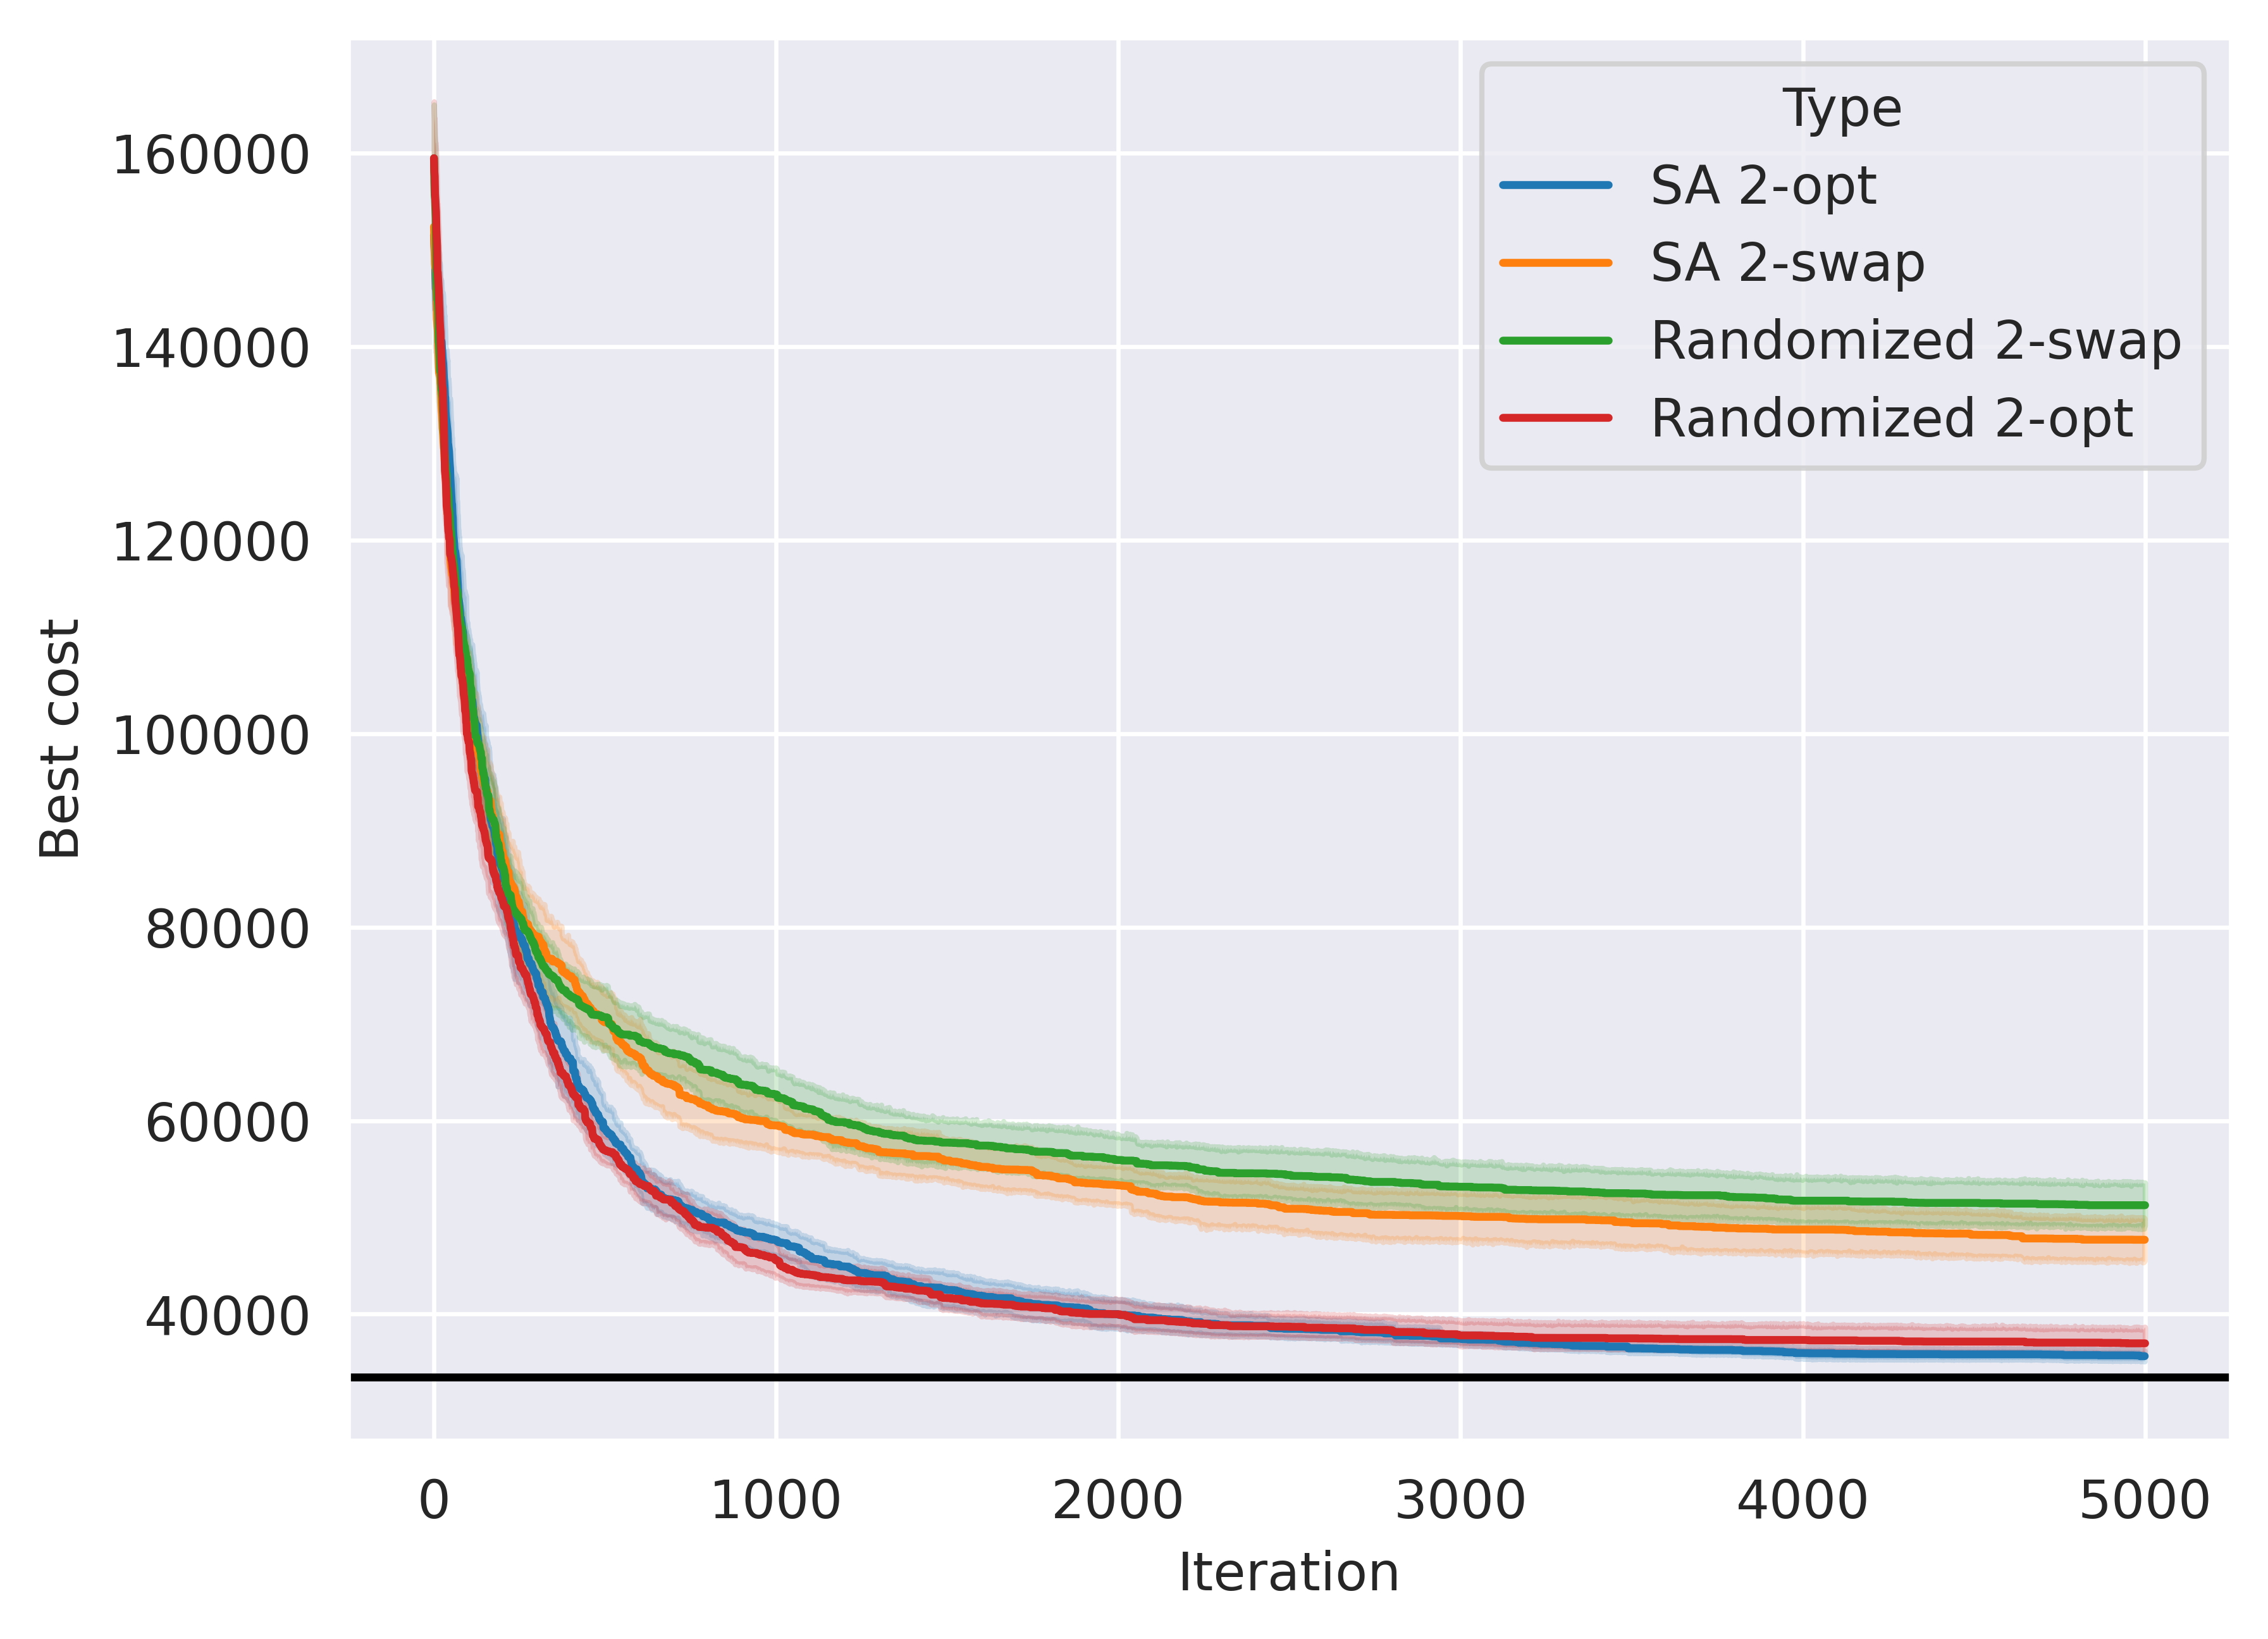 Type
SA 2-opt
SA 2-swap
Randomized 2-swap
Randomized 2-opt
160000
140000
120000
100000
80000
60000
40000
Best cost
0 1000 2000 3000 4000 5000
Iteration